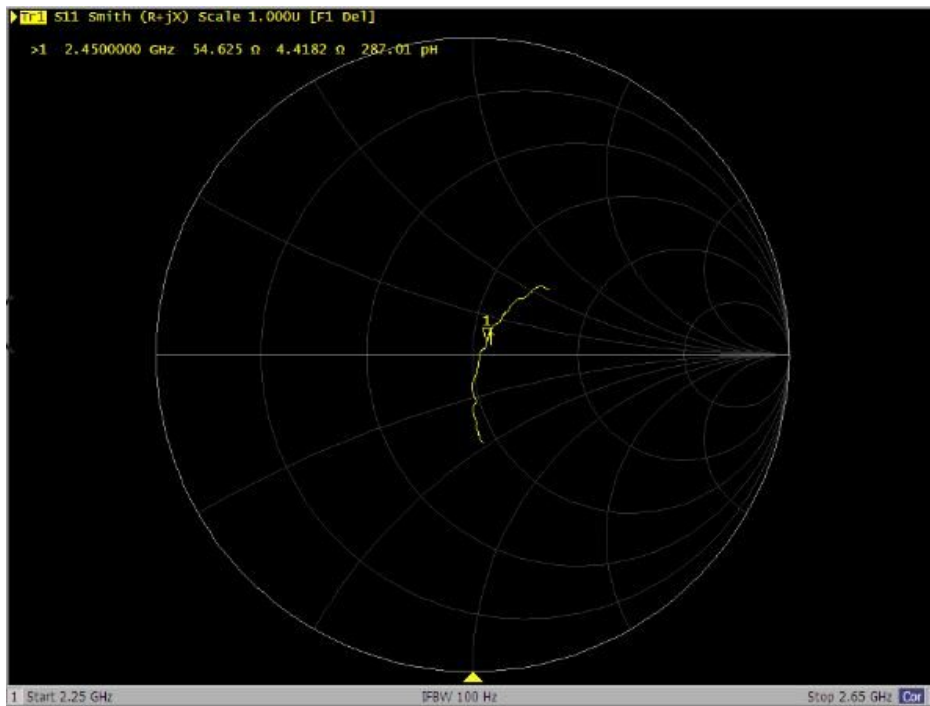 Tr1 S11 Smith (R+jX) Scale 1.000U [F1 Del]
>1 2.4500000 GHz 54.625 Ω 4.4182 Ω 287.01 pH
1
1 Start 2.25 GHz IFBW 100 Hz Stop 2.65 GHz Cor